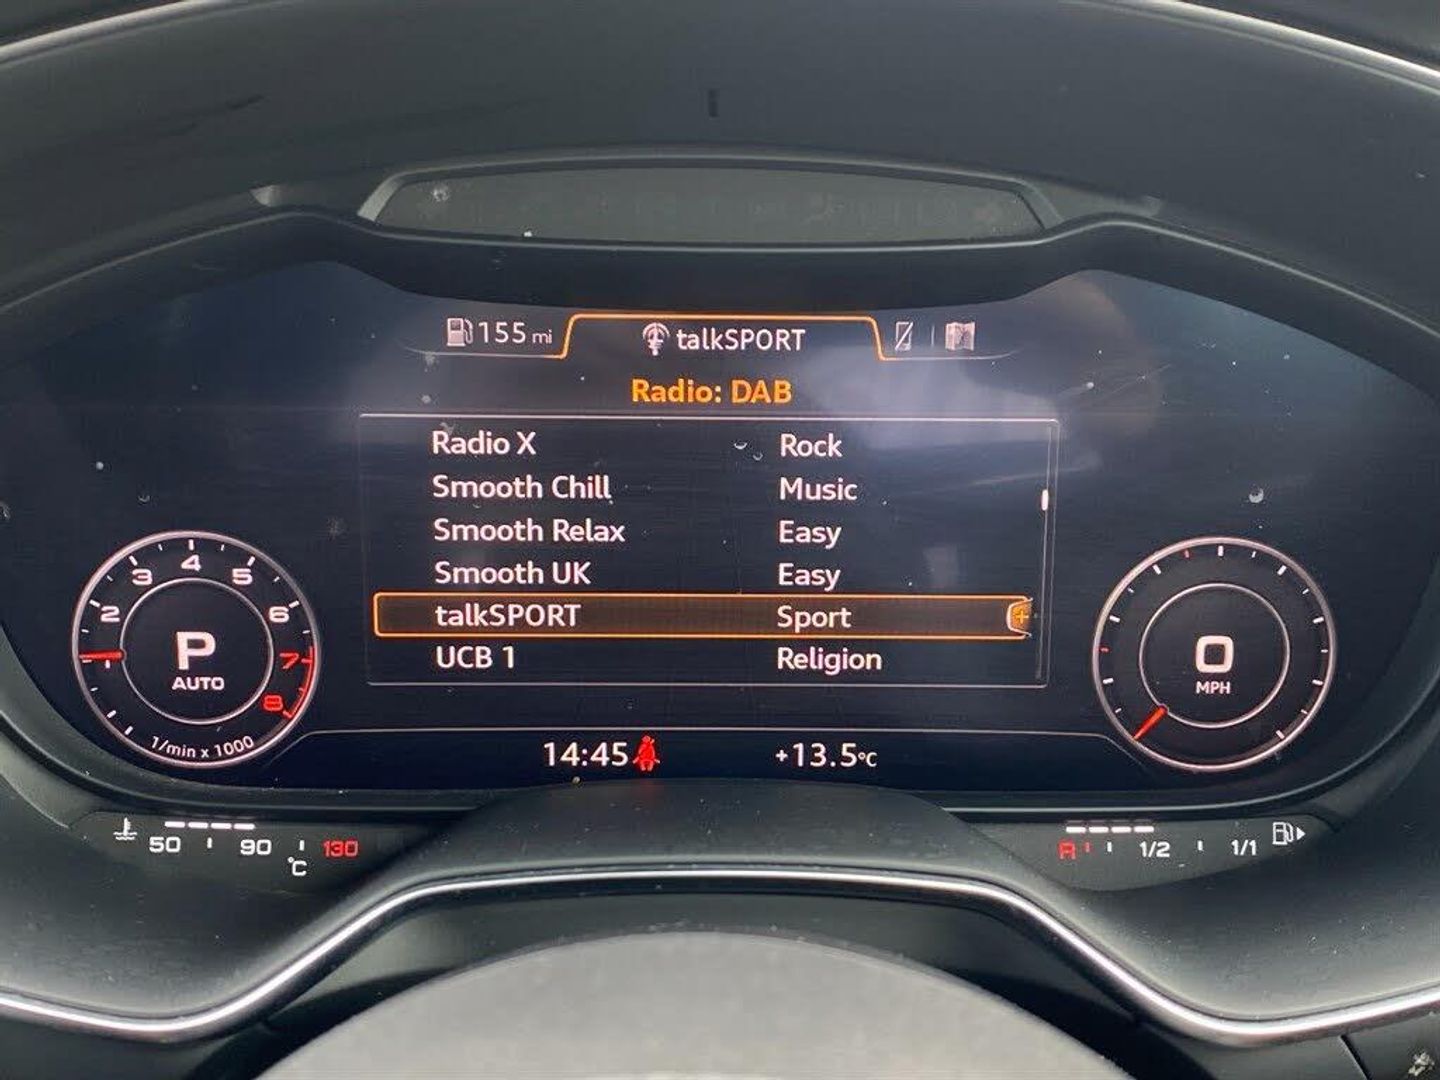 155 mi talkSPORT
Radio: DAB
Radio X Rock
Smooth Chill Music
Smooth Relax Easy
Smooth UK Easy
talkSPORT Sport +
UCB 1 Religion
2 3 4 5 6 7 8
P
AUTO
1/min x 1000
0
MPH
14:45 +13.5°C
50 90 130
°C
R 1/2 1/1